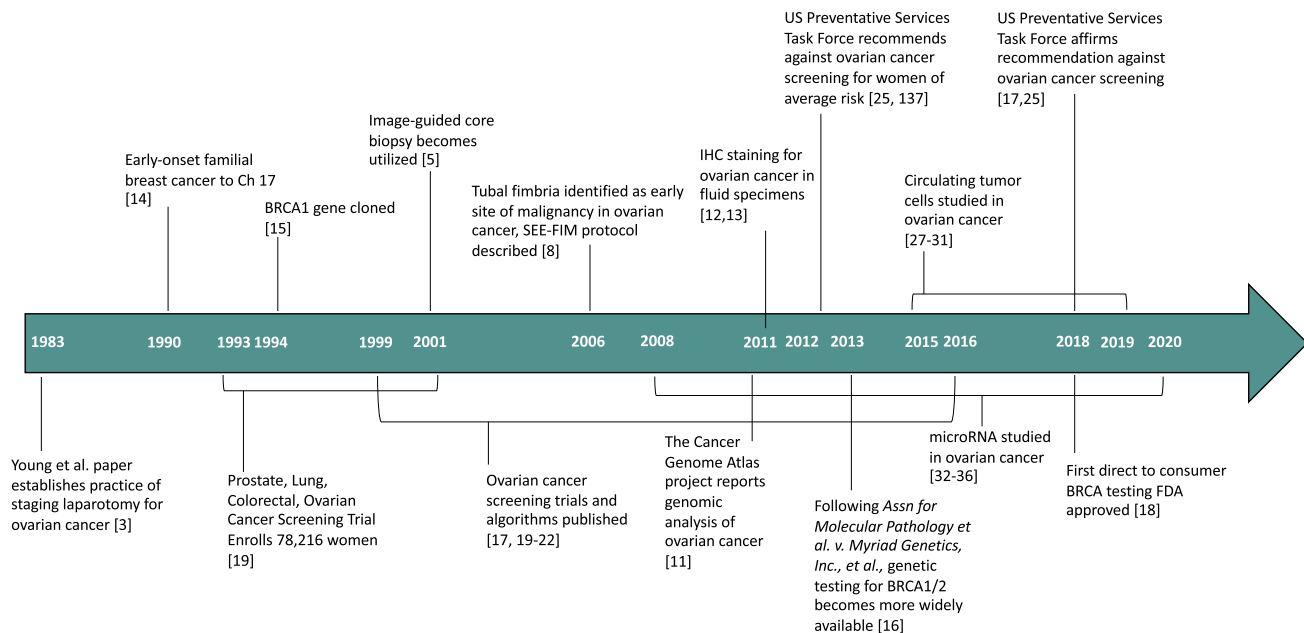 US Preventative Services
Task Force recommends
against ovarian cancer
screening for women of
average risk [25, 137]
US Preventative Services
Task Force affirms
recommendation against
ovarian cancer screening
[17,25]
Image-guided core
biopsy becomes
utilized [5]
Early-onset familial
breast cancer to Ch 17
[14]
BRCA1 gene cloned
[15]
Tubal fimbria identified as early
site of malignancy in ovarian
cancer, SEE-FIM protocol
described [8]
IHC staining for
ovarian cancer in
fluid specimens
[12,13]
Circulating tumor
cells studied in
ovarian cancer
[27-31]
1983 1990 1993 1994 1999 2001 2006 2008 2011 2012 2013 2015 2016 2018 2019 2020
Young et al. paper
establishes practice of
staging laparotomy for
ovarian cancer [3]
Prostate, Lung,
Colorectal, Ovarian
Cancer Screening Trial
Enrolls 78,216 women
[19]
Ovarian cancer
screening trials and
algorithms published
[17, 19-22]
The Cancer
Genome Atlas
project reports
genomic
analysis of
ovarian cancer
[11]
Following Assn for
Molecular Pathology et
al. v. Myriad Genetics,
Inc., et al., genetic
testing for BRCA1/2
becomes more widely
available [16]
microRNA studied
in ovarian cancer
[32-36]
First direct to consumer
BRCA testing FDA
approved [18]